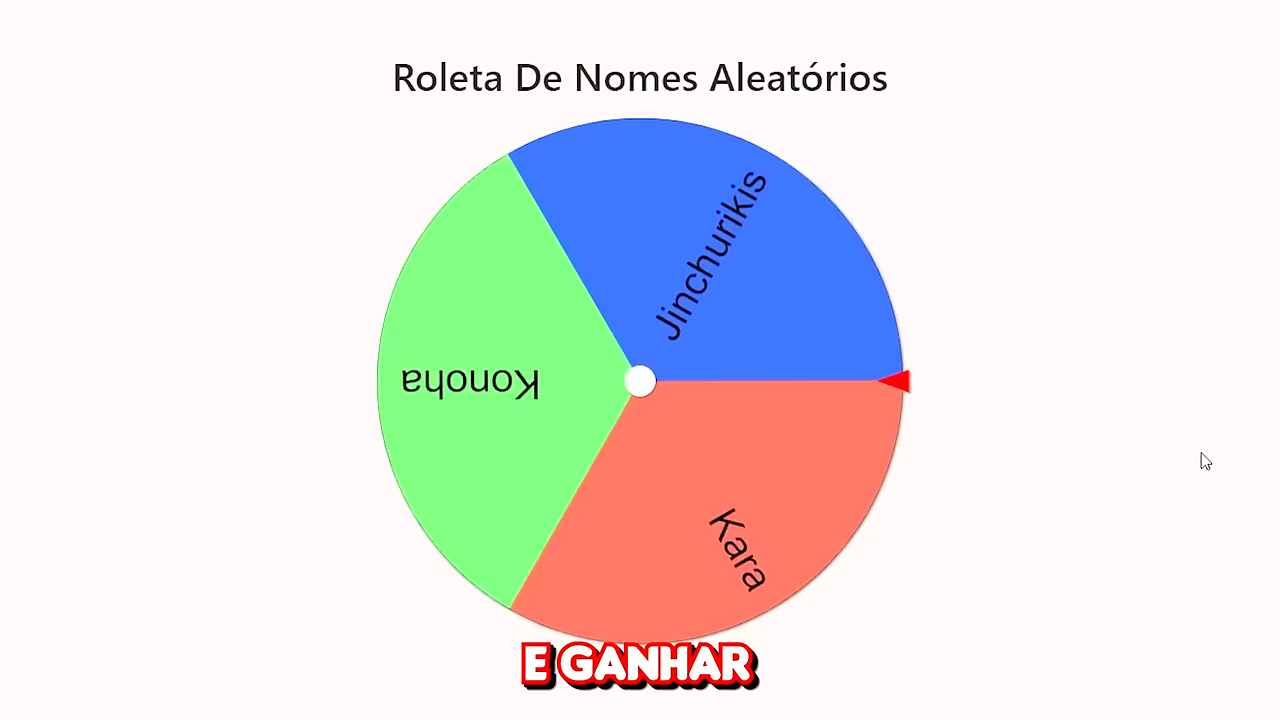 Roleta De Nomes Aleatórios
Jinchurikis
Konoha
Kara
E GANHAR